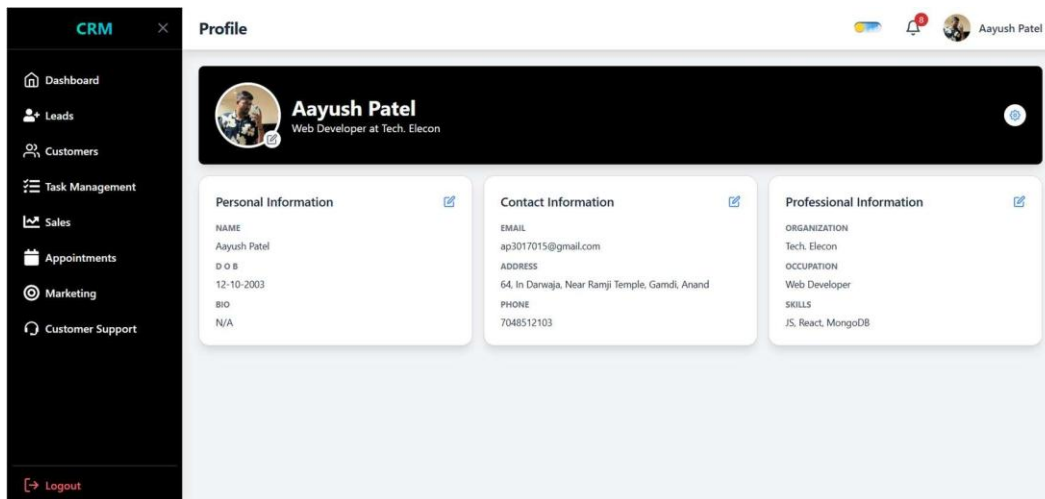 CRM
Profile
8
Aayush Patel
Dashboard
Leads
Customers
Task Management
Sales
Appointments
Marketing
Customer Support
Logout
Aayush Patel
Web Developer at Tech. Elecon
Personal Information
NAME
Aayush Patel
D O B
12-10-2003
BIO
N/A
Contact Information
EMAIL
ap3017015@gmail.com
ADDRESS
64, In Darwaja, Near Ramji Temple, Gamdi, Anand
PHONE
7048512103
Professional Information
ORGANIZATION
Tech. Elecon
OCCUPATION
Web Developer
SKILLS
JS, React, MongoDB